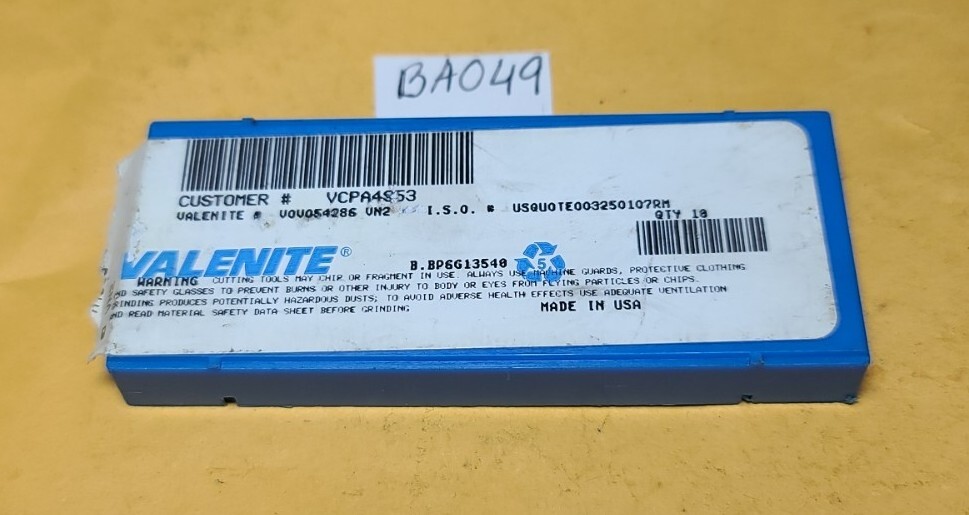 BA049
CUSTOMER # VCPA4853
VALENITE # VOV054286 VN2 I.S.O. # USQUOTE003250107RM
QTY 10
VALENITE®
B.BP6G13540
5
WARNING CUTTING TOOLS MAY CHIP OR FRAGMENT IN USE. ALWAYS USE MACHINE GUARDS, PROTECTIVE CLOTHING
AND SAFETY GLASSES TO PREVENT BURNS OR OTHER INJURY TO BODY OR EYES FROM FLYING PARTICLES OR CHIPS.
GRINDING PRODUCES POTENTIALLY HAZARDOUS DUSTS; TO AVOID ADVERSE HEALTH EFFECTS USE ADEQUATE VENTILATION
AND READ MATERIAL SAFETY DATA SHEET BEFORE GRINDING
MADE IN USA